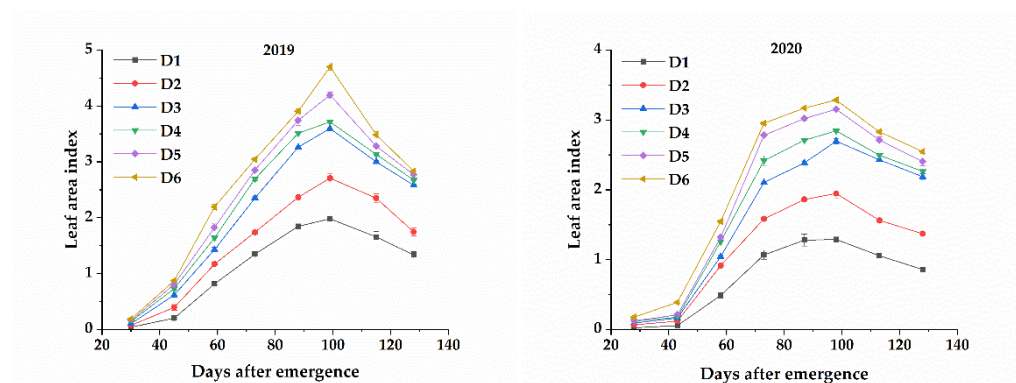 2019
D1
D2
D3
D4
D5
D6
Leaf area index
5
4
3
2
1
0
20 40 60 80 100 120 140
Days after emergence
2020
D1
D2
D3
D4
D5
D6
Leaf area index
4
3
2
1
0
20 40 60 80 100 120 140
Days after emergence